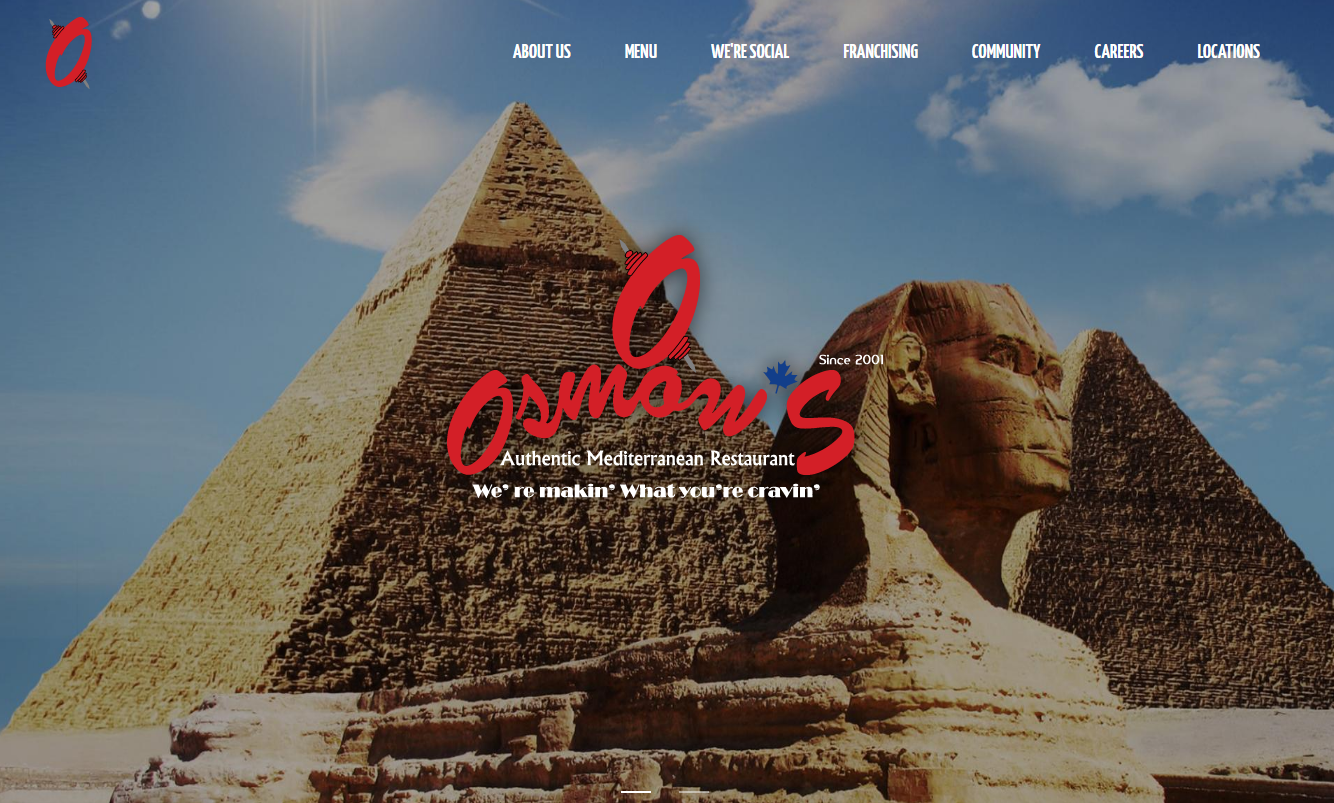 O
ABOUT US MENU WE'RE SOCIAL FRANCHISING COMMUNITY CAREERS LOCATIONS
O
Since 2001
Osmow's
Authentic Mediterranean Restaurant
We' re makin' What you're cravin'